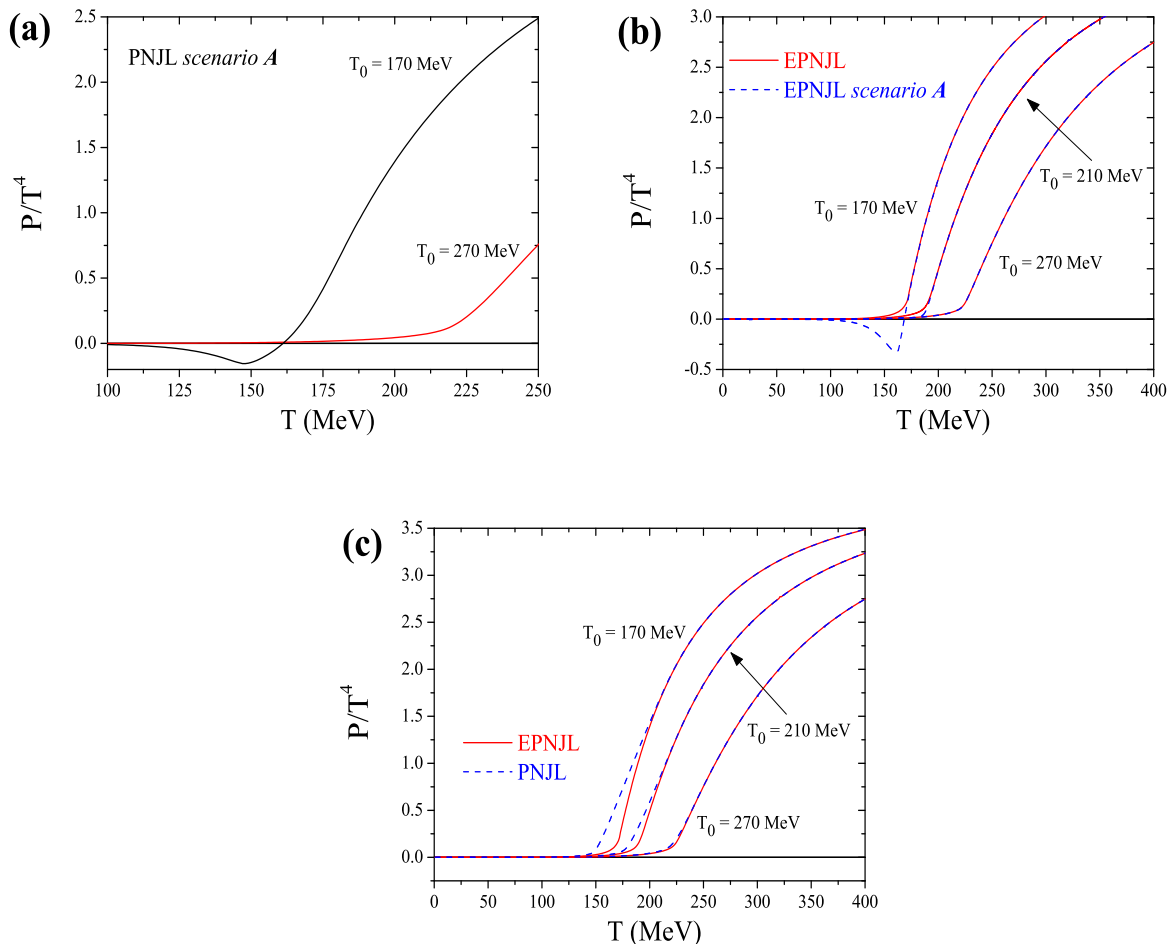 (a)
PNJL scenario A
T0 = 170 MeV
T0 = 270 MeV
2.5
2.0
1.5
1.0
0.5
0.0
P/T^4
100 125 150 175 200 225 250
T (MeV)
(b)
EPNJL
EPNJL scenario A
T0 = 210 MeV
T0 = 170 MeV
T0 = 270 MeV
3.0
2.5
2.0
1.5
1.0
0.5
0.0
-0.5
P/T^4
0 50 100 150 200 250 300 350 400
T (MeV)
(c)
T0 = 170 MeV
T0 = 210 MeV
EPNJL
PNJL
T0 = 270 MeV
3.5
3.0
2.5
2.0
1.5
1.0
0.5
0.0
P/T^4
0 50 100 150 200 250 300 350 400
T (MeV)